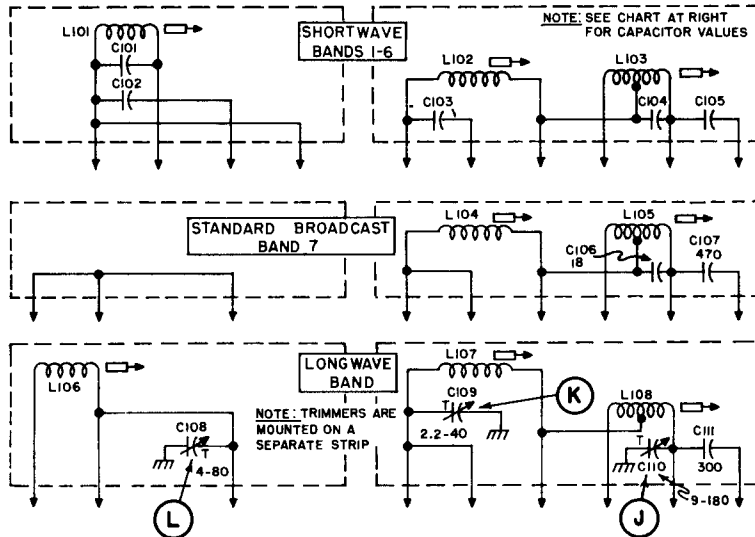 L101
C101
C102
SHORTWAVE
BANDS 1-6
NOTE: SEE CHART AT RIGHT
FOR CAPACITOR VALUES
L102
C103
L103
C104
C105
STANDARD BROADCAST
BAND 7
L104
L105
C106
18
C107
470
L106
LONGWAVE
BAND
NOTE: TRIMMERS ARE
MOUNTED ON A
SEPARATE STRIP
C108
T
4-80
L
L107
C109
T
2.2-40
K
L108
T
C110
9-180
J
C111
300